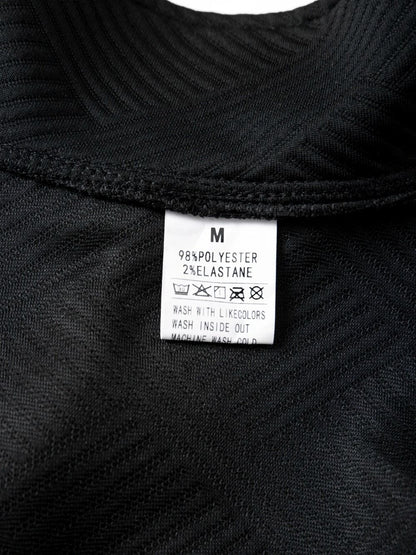 M
98%POLYESTER
2%ELASTANE
WASH WITH LIKECOLORS
WASH INSIDE OUT
MACHINE WASH COLD